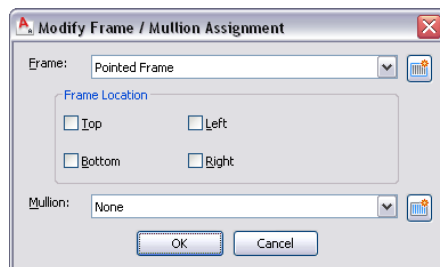 Modify Frame / Mullion Assignment
Frame: Pointed Frame
Frame Location
Top Left
Bottom Right
Mullion: None
OK Cancel